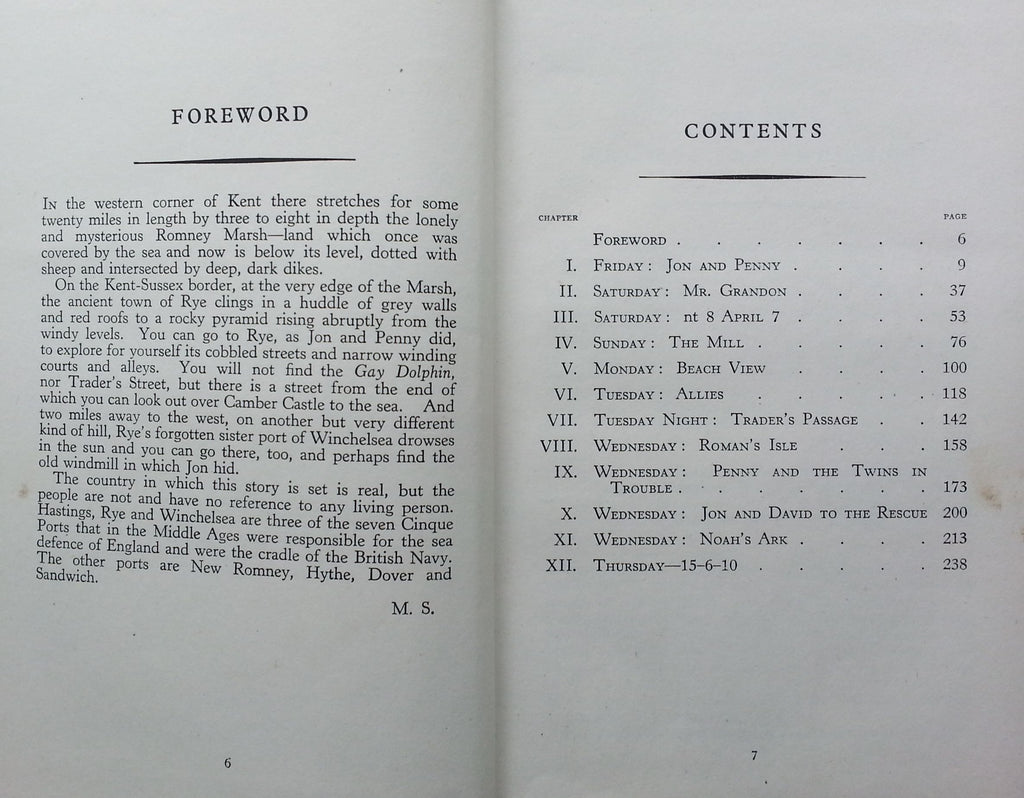 FOREWORD
In the western corner of Kent there stretches for some
twenty miles in length by three to eight in depth the lonely
and mysterious Romney Marsh—land which once was
covered by the sea and now is below its level, dotted with
sheep and intersected by deep, dark dikes.
On the Kent-Sussex border, at the very edge of the Marsh,
the ancient town of Rye clings in a huddle of grey walls
and red roofs to a rocky pyramid rising abruptly from the
windy levels. You can go to Rye, as Jon and Penny did,
to explore for yourself its cobbled streets and narrow winding
courts and alleys. You will not find the Gay Dolphin,
nor Trader's Street, but there is a street from the end of
which you can look out over Camber Castle to the sea. And
two miles away to the west, on another but very different
kind of hill, Rye's forgotten sister port of Winchelsea drowses
in the sun and you can go there, too, and perhaps find the
old windmill in which Jon hid.
The country in which this story is set is real, but the
people are not and have no reference to any living person.
Hastings, Rye and Winchelsea are three of the seven Cinque
Ports that in the Middle Ages were responsible for the sea
defence of England and were the cradle of the British Navy.
The other ports are New Romney, Hythe, Dover and
Sandwich.
M. S.
6
CONTENTS
CHAPTER PAGE
Foreword . . . . . . . 6
I. Friday: Jon and Penny . . . . 9
II. Saturday: Mr. Grandon . . . . 37
III. Saturday: nt 8 April 7 . . . . 53
IV. Sunday: The Mill . . . . . 76
V. Monday: Beach View . . . . 100
VI. Tuesday: Allies . . . . . 118
VII. Tuesday Night: Trader's Passage . . 142
VIII. Wednesday: Roman's Isle . . . 158
IX. Wednesday: Penny and the Twins in
Trouble . . . . . . . 173
X. Wednesday: Jon and David to the Rescue 200
XI. Wednesday: Noah's Ark . . . . 213
XII. Thursday—15-6-10 . . . . . 238
7